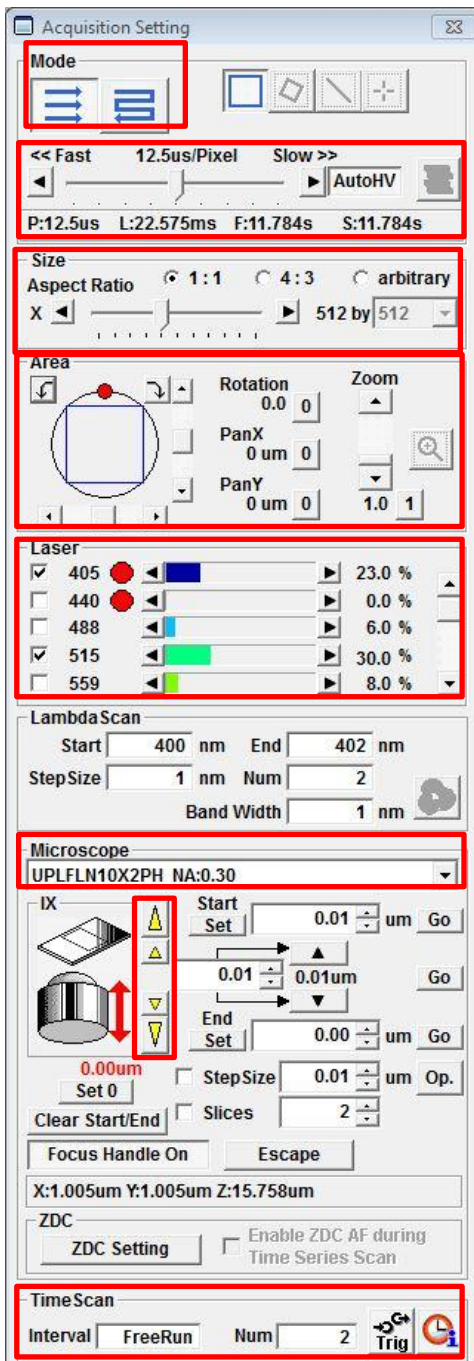 Acquisition Setting
Mode
<< Fast 12.5us/Pixel Slow >>
AutoHV
P:12.5us L:22.575ms F:11.784s S:11.784s
Size
Aspect Ratio 1:1 4:3 arbitrary
X 512 by 512
Area
Rotation Zoom
0.0 0
PanX
0 um 0
PanY
0 um 0 1.0 1
Laser
405 23.0 %
440 0.0 %
488 6.0 %
515 30.0 %
559 8.0 %
LambdaScan
Start 400 nm End 402 nm
StepSize 1 nm Num 2
Band Width 1 nm
Microscope
UPLFLN10X2PH NA:0.30
IX Start
Set 0.01 um Go
0.01 0.01um Go
End
Set 0.00 um Go
0.00um StepSize 0.01 um Op.
Set 0
Clear Start/End Slices 2
Focus Handle On Escape
X:1.005um Y:1.005um Z:15.758um
ZDC
ZDC Setting Enable ZDC AF during
Time Series Scan
TimeScan
Interval FreeRun Num 2 Trig i